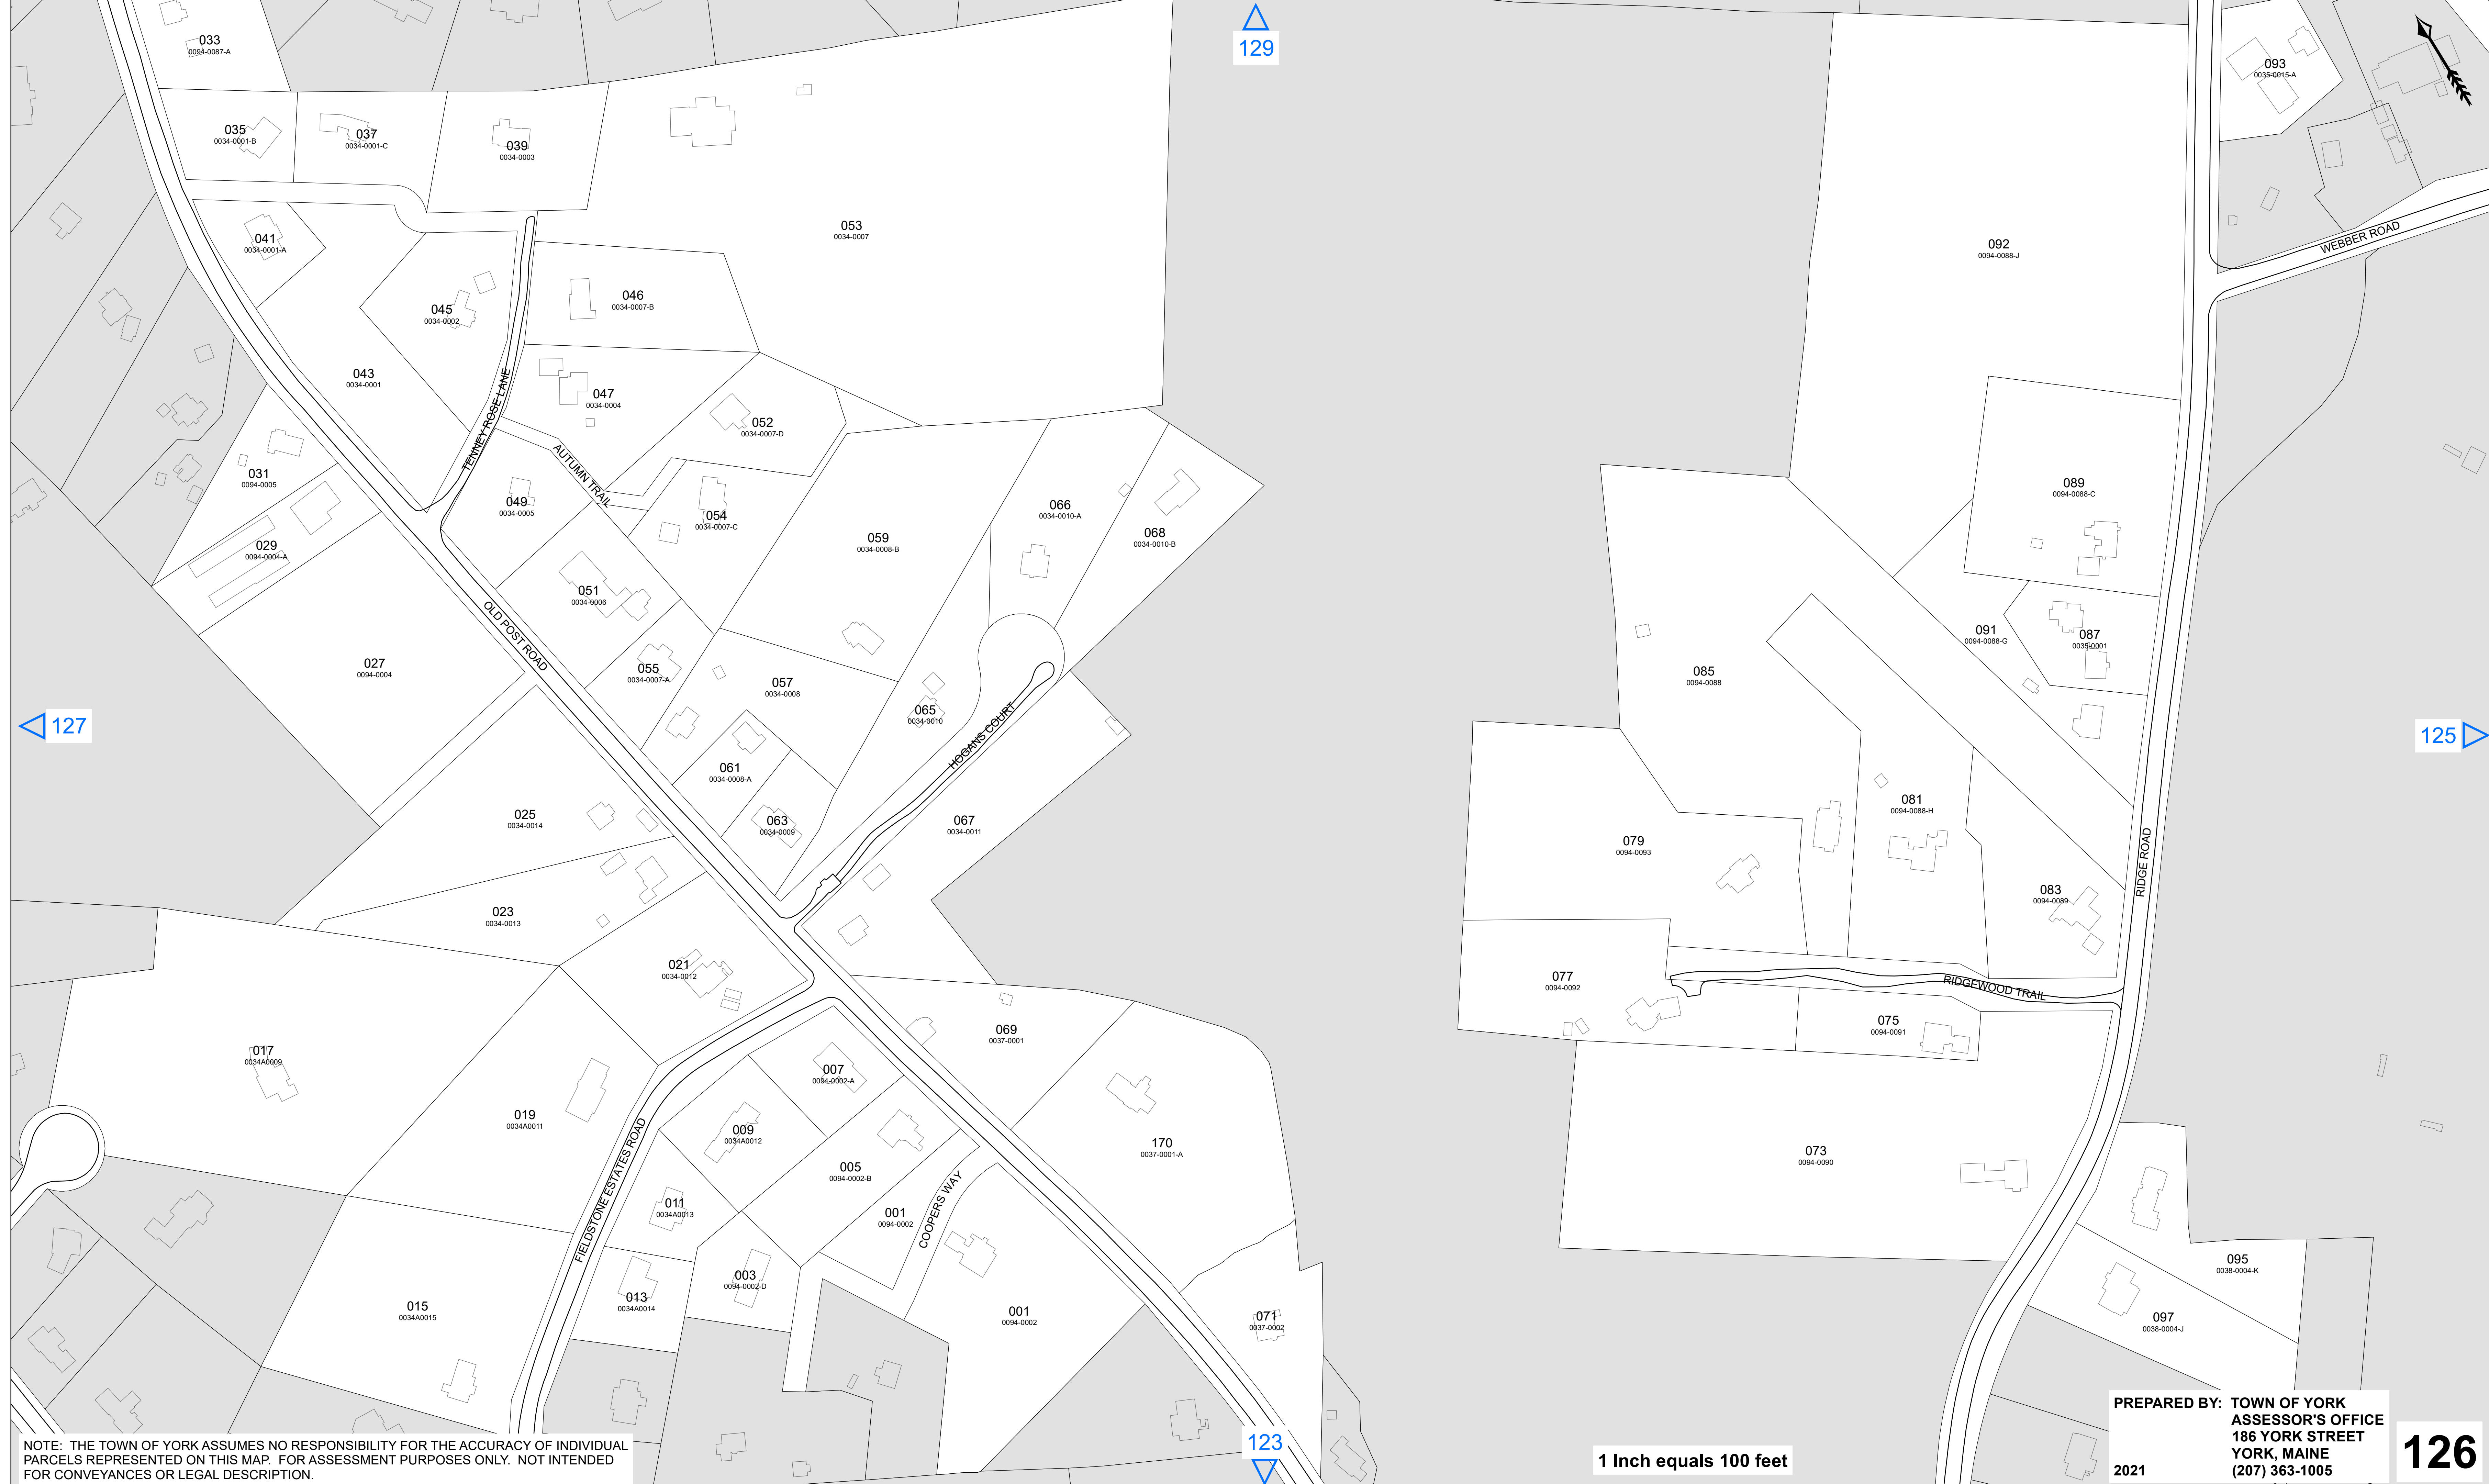 129
033
0094-0087-A
093
0035-0015-A
035
0034-0001-B
037
0034-0001-C
039
0034-0003
053
0034-0007
041
0034-0001-A
092
0094-0088-J
WEBBER ROAD
045
0034-0002
046
0034-0007-B
043
0034-0001
TENNEY ROSE LANE
047
0034-0004
052
0034-0007-D
031
0094-0005
AUTUMN TRAIL
049
0034-0005
054
0034-0007-C
059
0034-0008-B
066
0034-0010-A
068
0034-0010-B
089
0094-0088-C
029
0094-0004-A
051
0034-0006
OLD POST ROAD
091
0094-0088-G
087
0035-0001
027
0094-0004
055
0034-0007-A
057
0034-0008
085
0094-0088
065
0034-0010
HOGANS COURT
127
125
061
0034-0008-A
025
0034-0014
063
0034-0009
067
0034-0011
079
0094-0093
081
0094-0088-H
RIDGE ROAD
083
0094-0089
023
0034-0013
021
0034-0012
077
0094-0092
RIDGEWOOD TRAIL
069
0037-0001
075
0094-0091
017
0034A0009
007
0094-0002-A
019
0034A0011
009
0034A0012
170
0037-0001-A
073
0094-0090
005
0094-0002-B
FIELDSTONE ESTATES ROAD
011
0034A0013
001
0094-0002
COOPERS WAY
003
0094-0002-D
095
0038-0004-K
013
0034A0014
015
0034A0015
001
0094-0002
071
0037-0002
097
0038-0004-J
123
NOTE: THE TOWN OF YORK ASSUMES NO RESPONSIBILITY FOR THE ACCURACY OF INDIVIDUAL
PARCELS REPRESENTED ON THIS MAP. FOR ASSESSMENT PURPOSES ONLY. NOT INTENDED
FOR CONVEYANCES OR LEGAL DESCRIPTION.
1 Inch equals 100 feet
PREPARED BY: TOWN OF YORK
ASSESSOR'S OFFICE
186 YORK STREET
YORK, MAINE
2021 (207) 363-1005
126